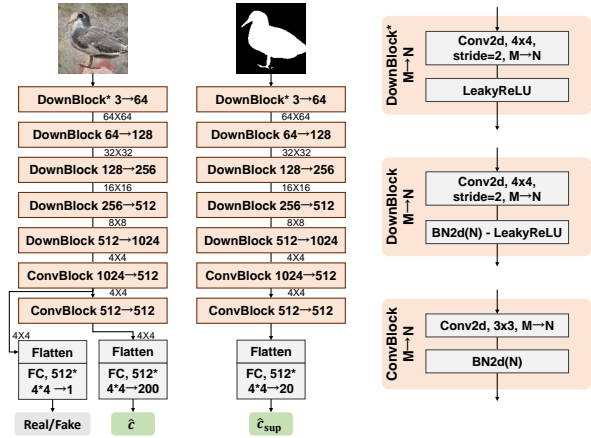 DownBlock* 3→64
64X64
DownBlock 64→128
32X32
DownBlock 128→256
16X16
DownBlock 256→512
8X8
DownBlock 512→1024
4X4
ConvBlock 1024→512
4X4
ConvBlock 512→512
4X4
4X4
Flatten
FC, 512*
4*4→1
Real/Fake
Flatten
FC, 512*
4*4→200
ĉ
DownBlock* 3→64
64X64
DownBlock 64→128
32X32
DownBlock 128→256
16X16
DownBlock 256→512
8X8
DownBlock 512→1024
4X4
ConvBlock 1024→512
4X4
ConvBlock 512→512
Flatten
FC, 512*
4*4→20
ĉsup
DownBlock*
M→N
Conv2d, 4x4,
stride=2, M→N
LeakyReLU
DownBlock
M→N
Conv2d, 4x4,
stride=2, M→N
BN2d(N) - LeakyReLU
ConvBlock
M→N
Conv2d, 3x3, M→N
BN2d(N)